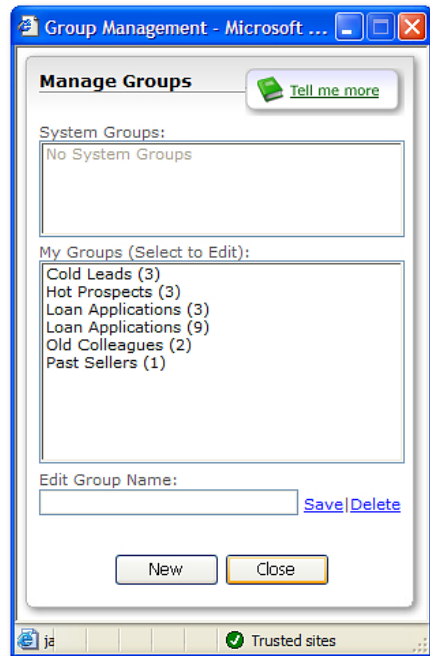 Group Management - Microsoft ...
Manage Groups
Tell me more
System Groups:
No System Groups
My Groups (Select to Edit):
Cold Leads (3)
Hot Prospects (3)
Loan Applications (3)
Loan Applications (9)
Old Colleagues (2)
Past Sellers (1)
Edit Group Name:
Save|Delete
New Close
ja Trusted sites